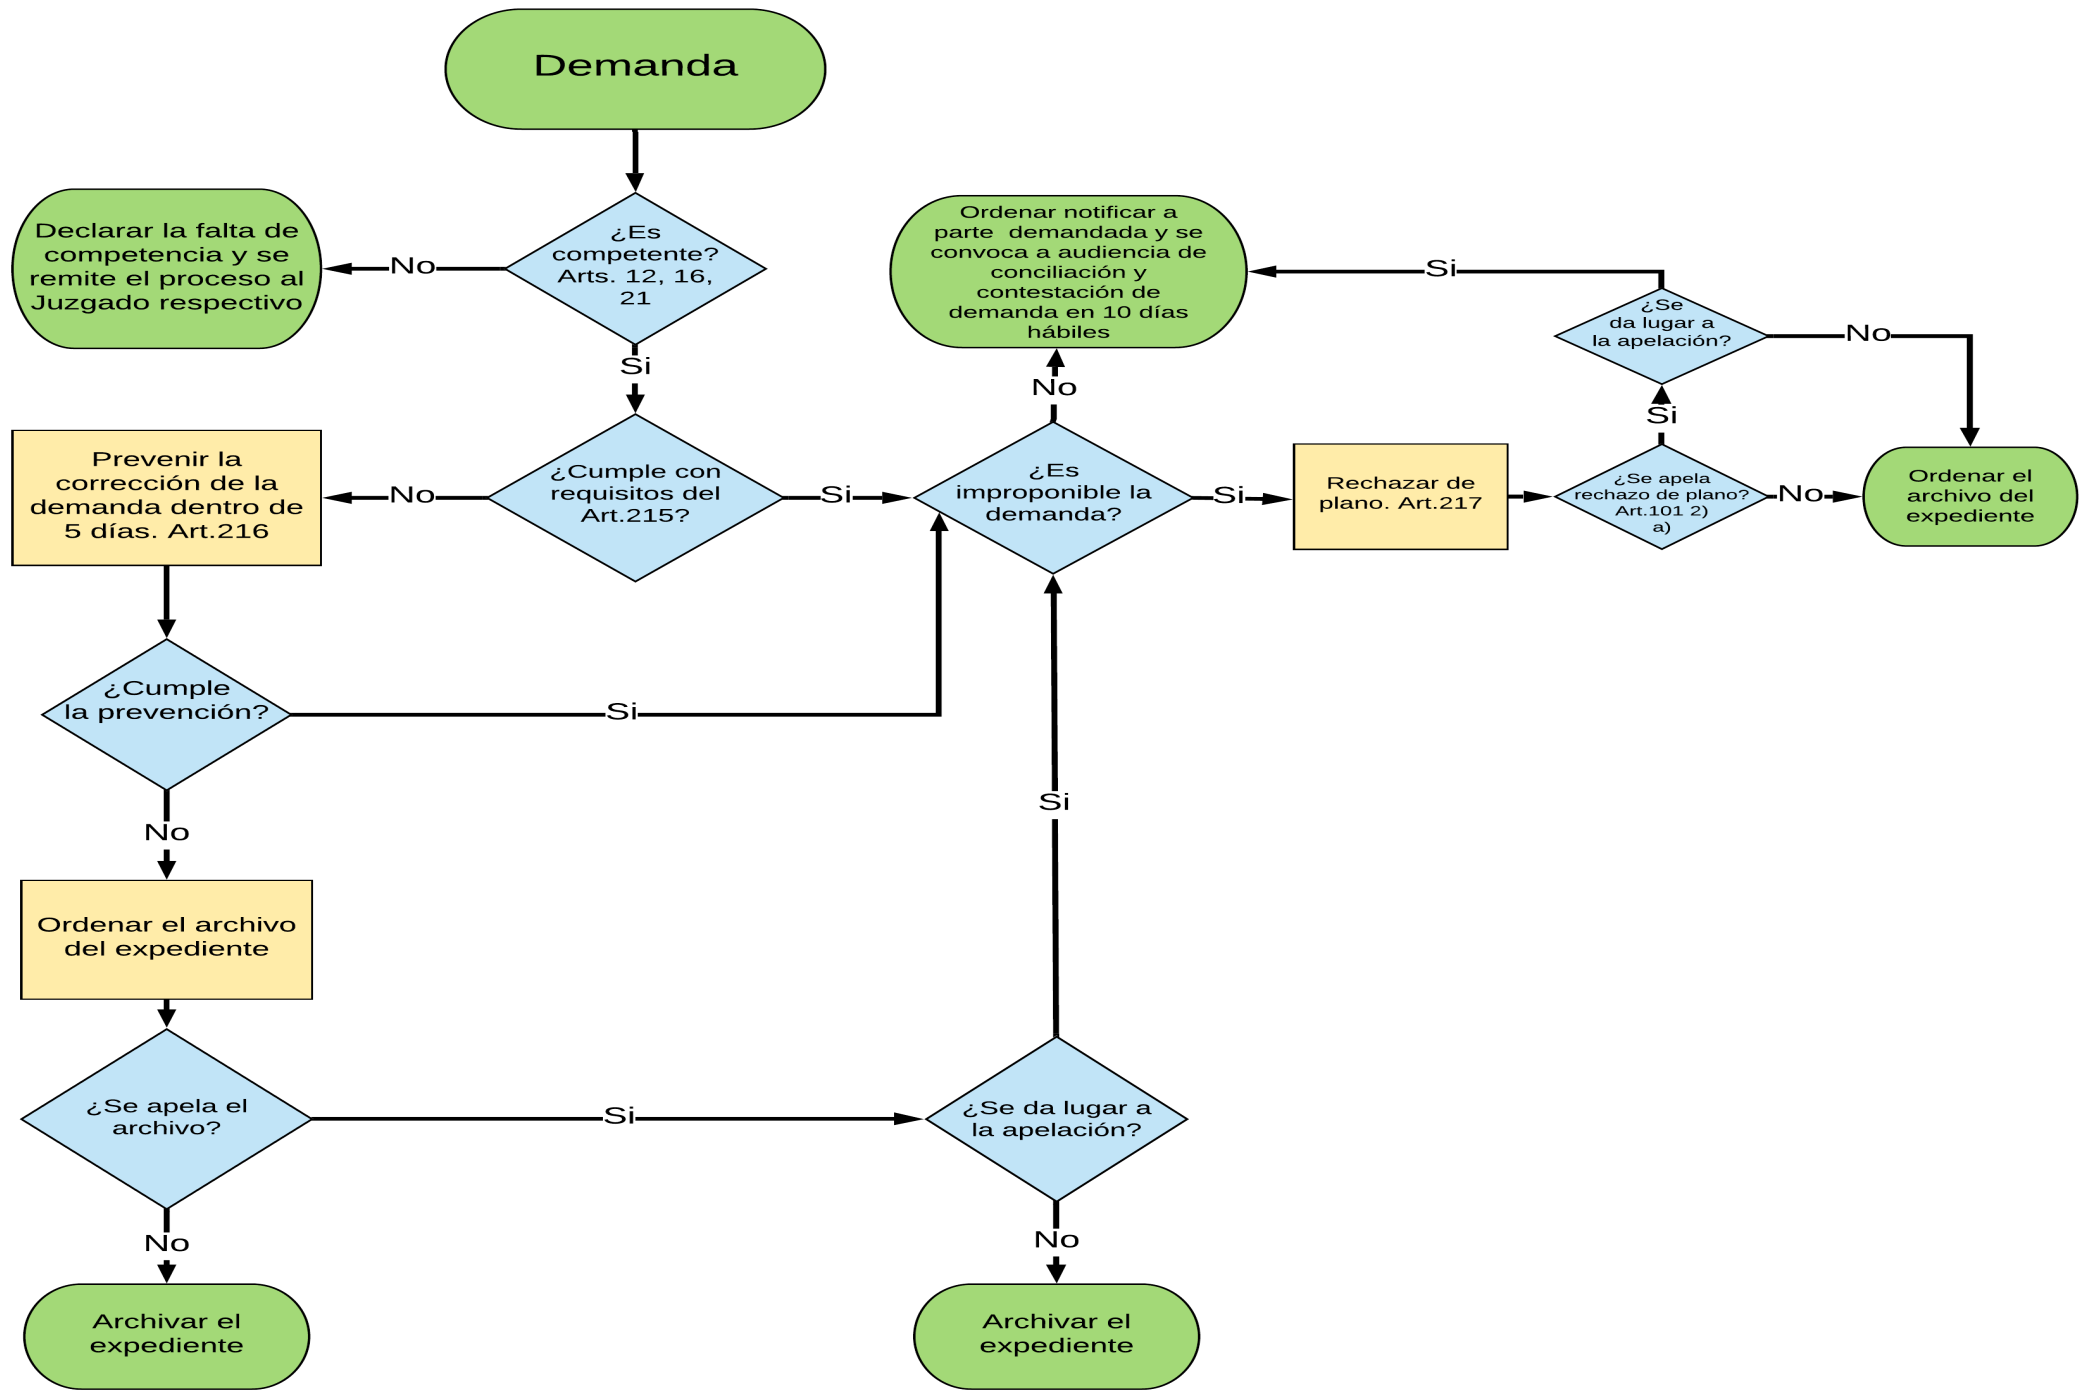 Demanda
Declarar la falta de
competencia y se
remite el proceso al
Juzgado respectivo
No
¿Es
competente?
Arts. 12, 16,
21
Si
Ordenar notificar a
parte demandada y se
convoca a audiencia de
conciliación y
contestación de
demanda en 10 días
hábiles
Si
¿Se
da lugar a
la apelación?
No
No
Si
Prevenir la
corrección de la
demanda dentro de
5 días. Art.216
No
¿Cumple con
requisitos del
Art.215?
Si
¿Es
improponible la
demanda?
Si
Rechazar de
plano. Art.217
¿Se apela
rechazo de plano?
Art.101 2)
a)
No
Ordenar el
archivo del
expediente
¿Cumple
la prevención?
Si
No
Si
Ordenar el archivo
del expediente
¿Se apela el
archivo?
Si
¿Se da lugar a
la apelación?
No
No
Archivar el
expediente
Archivar el
expediente